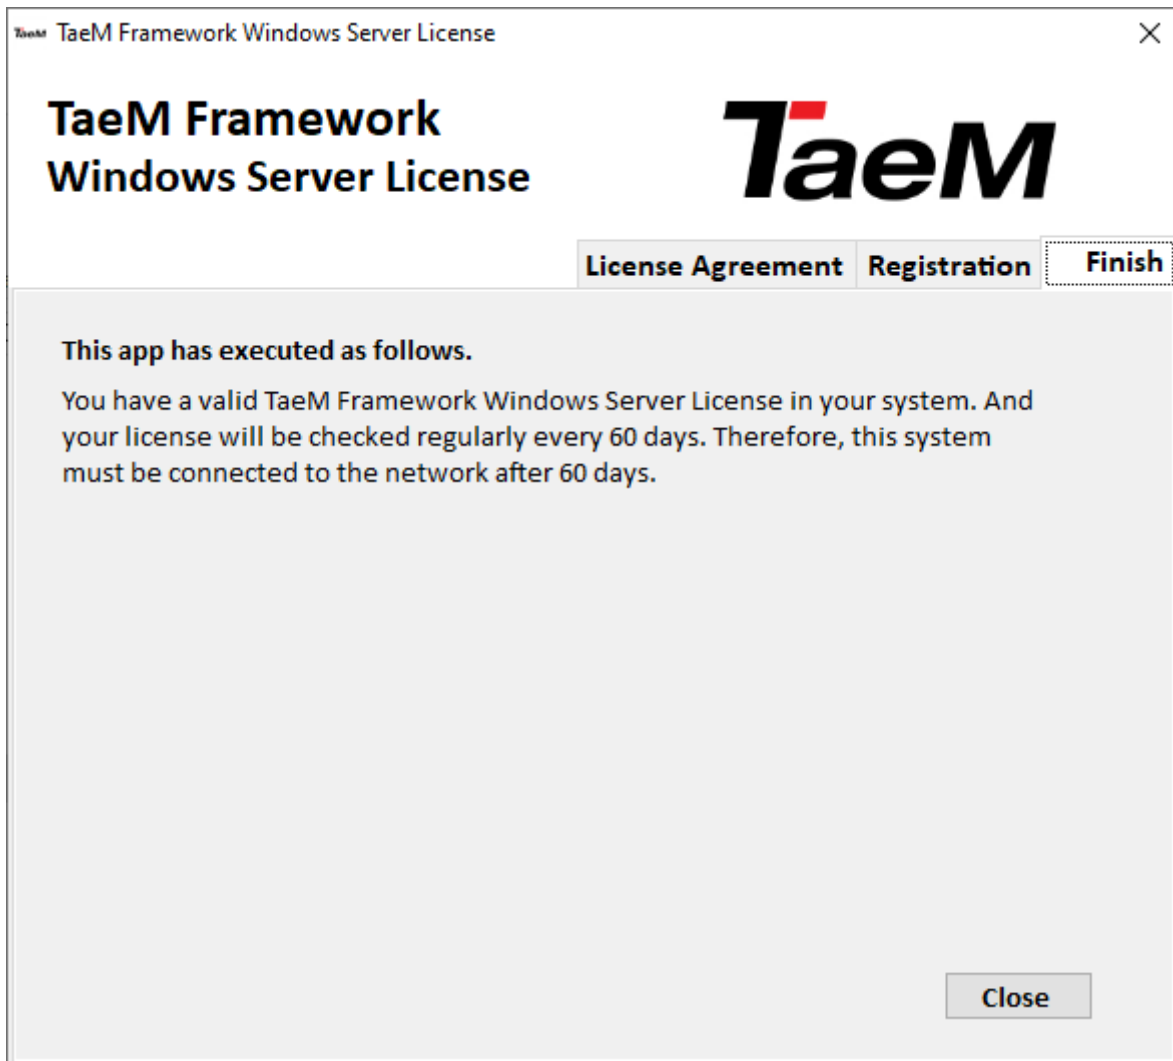 TaeM TaeM Framework Windows Server License
TaeM Framework
Windows Server License
TaeM
License Agreement Registration Finish
This app has executed as follows.
You have a valid TaeM Framework Windows Server License in your system. And
your license will be checked regularly every 60 days. Therefore, this system
must be connected to the network after 60 days.
Close